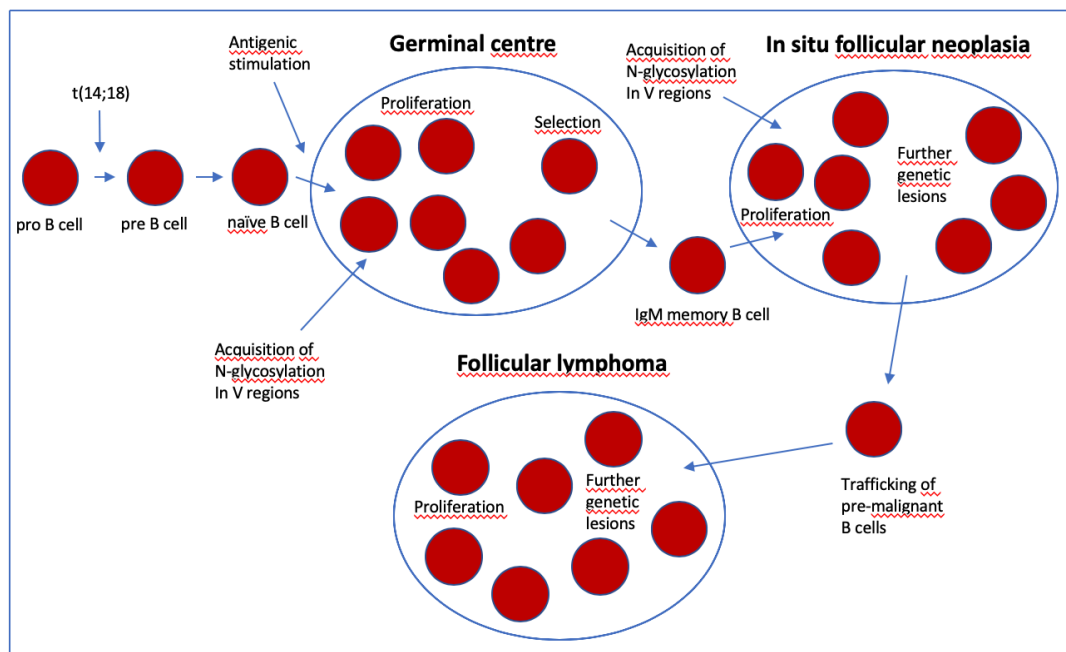 t(14;18)
pro B cell
pre B cell
naïve B cell
Antigenic
stimulation
Germinal centre
Proliferation
Selection
Acquisition of
N-glycosylation
In V regions
IgM memory B cell
In situ follicular neoplasia
Acquisition of
N-glycosylation
In V regions
Further
genetic
lesions
Proliferation
Trafficking of
pre-malignant
B cells
Follicular lymphoma
Proliferation
Further
genetic
lesions